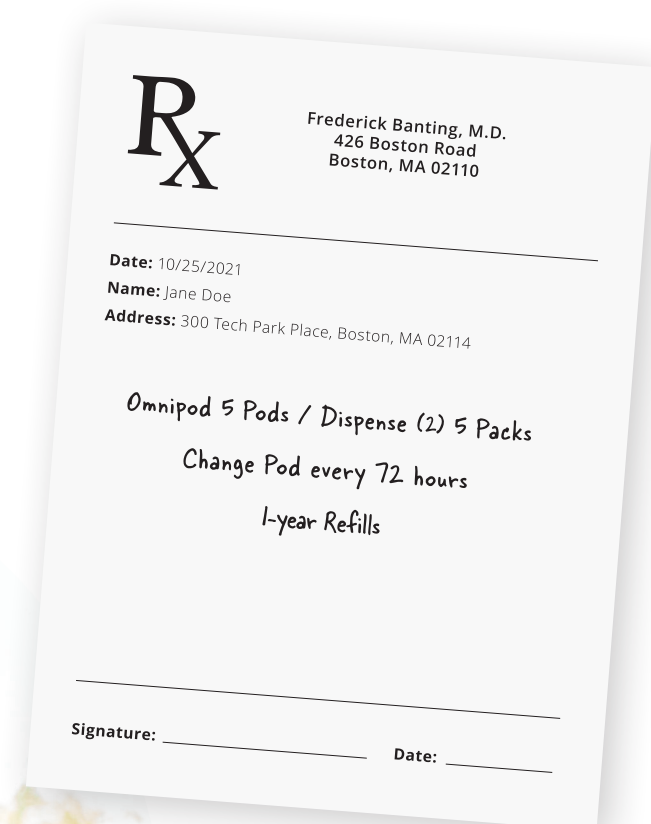 Rx
Frederick Banting, M.D.
426 Boston Road
Boston, MA 02110
Date: 10/25/2021
Name: Jane Doe
Address: 300 Tech Park Place, Boston, MA 02114
Omnipod 5 Pods / Dispense (2) 5 Packs
Change Pod every 72 hours
1-year Refills
Signature: Date: